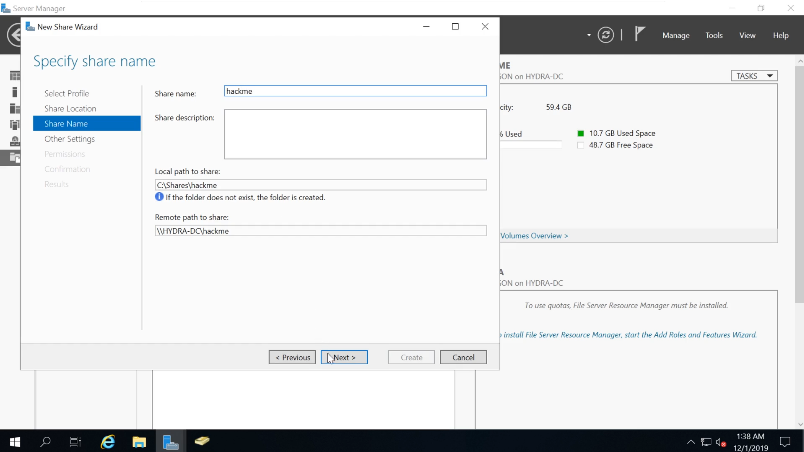 Server Manager
New Share Wizard
Manage Tools View Help
Specify share name
Select Profile
Share Location
Share Name
Other Settings
Permissions
Confirmation
Results
Share name:
hackme
Share description:
Local path to share:
C:\Shares\hackme
If the folder does not exist, the folder is created.
Remote path to share:
\\HYDRA-DC\hackme
< Previous
Next >
Create
Cancel
ME
SON on HYDRA-DC
TASKS
city: 59.4 GB
% Used
10.7 GB Used Space
48.7 GB Free Space
Volumes Overview >
A
SON on HYDRA-DC
To use quotas, File Server Resource Manager must be installed.
install File Server Resource Manager, start the Add Roles and Features Wizard.
1:38 AM
12/1/2019